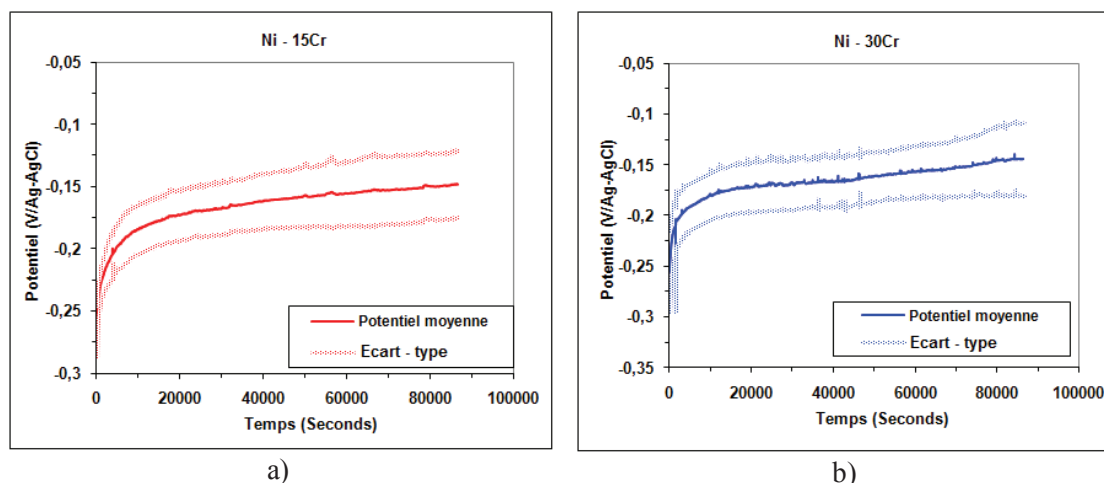 Ni - 15Cr
-0,05
-0,1
-0,15
-0,2
-0,25
-0,3
Potentiel (V/Ag-AgCl)
Potentiel moyenne
Ecart - type
0 20000 40000 60000 80000 100000
Temps (Seconds)
a)
Ni - 30Cr
-0,05
-0,1
-0,15
-0,2
-0,25
-0,3
-0,35
Potentiel (V/Ag-AgCl)
Potentiel moyenne
Ecart - type
0 20000 40000 60000 80000 100000
Temps (Seconds)
b)